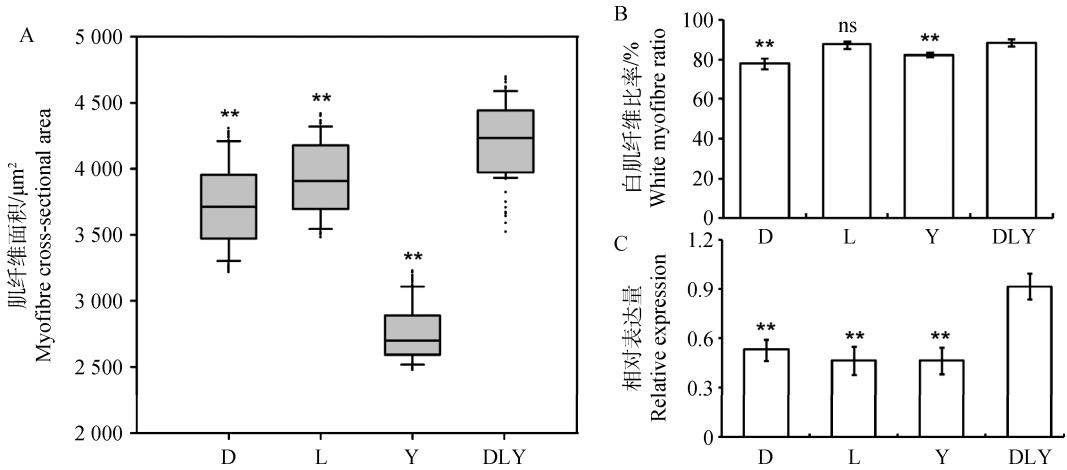 A
5 000
4 500
4 000
3 500
3 000
2 500
2 000
肌纤维面积/μm²
Myofibre cross-sectional area
**
**
**
D
L
Y
DLY
B
100
80
60
40
20
0
白肌纤维比率/%
White myofibre ratio
**
ns
**
D
L
Y
DLY
C
1.2
0.9
0.6
0.3
0
相对表达量
Relative expression
**
**
**
D
L
Y
DLY